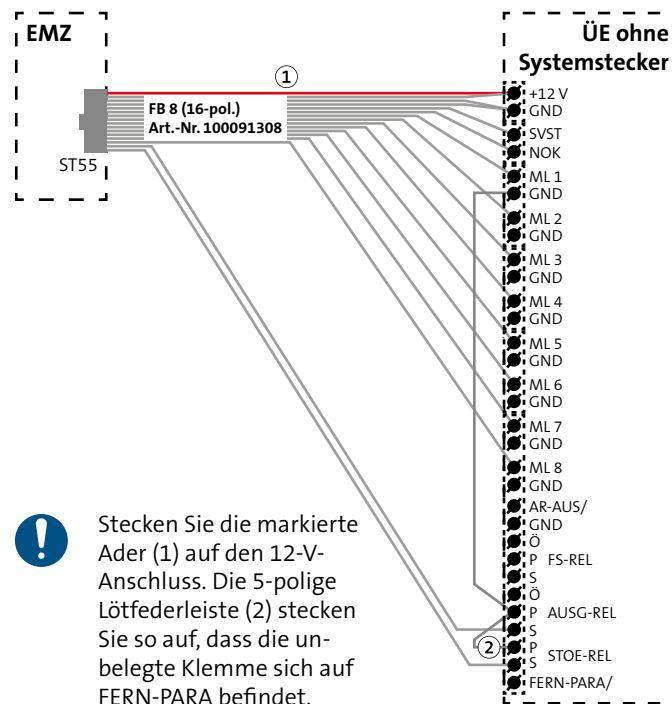 EMZ
ÜE ohne
Systemstecker
1
FB 8 (16-pol.)
Art.-Nr. 100091308
ST55
+12 V
GND
SVST
NOK
ML 1
GND
ML 2
GND
ML 3
GND
ML 4
GND
ML 5
GND
ML 6
GND
ML 7
GND
ML 8
GND
AR-AUS/
GND
Ö
P FS-REL
S
Ö
P AUSG-REL
S
P
STOE-REL
S
FERN-PARA/
2
!
Stecken Sie die markierte
Ader (1) auf den 12-V-
Anschluss. Die 5-polige
Lötfederleiste (2) stecken
Sie so auf, dass die un-
belegte Klemme sich auf
FERN-PARA befindet.